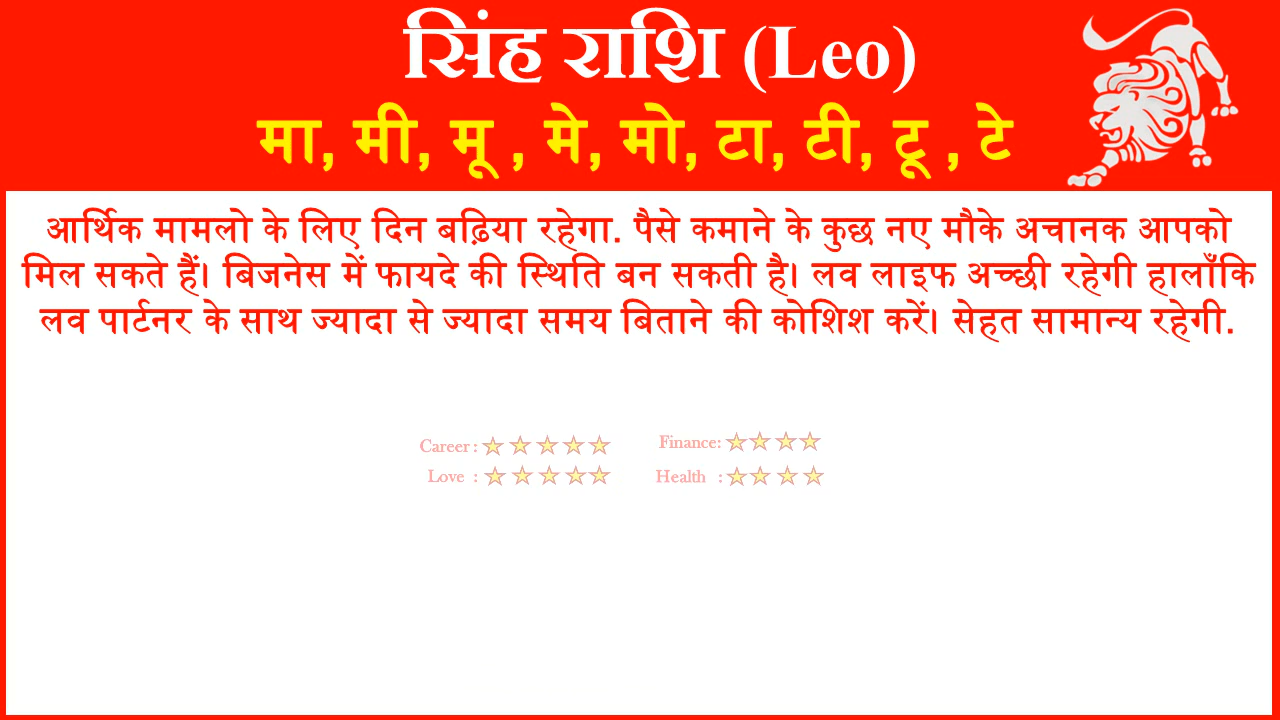 सिंह राशि (Leo)
मा, मी, मू , मे, मो, टा, टी, टू , टे
आर्थिक मामलो के लिए दिन बढ़िया रहेगा. पैसे कमाने के कुछ नए मौके अचानक आपको
मिल सकते हैं। बिजनेस में फायदे की स्थिति बन सकती है। लव लाइफ अच्छी रहेगी हालाँकि
लव पार्टनर के साथ ज्यादा से ज्यादा समय बिताने की कोशिश करें। सेहत सामान्य रहेगी.
Career : Finance:
Love : Health :